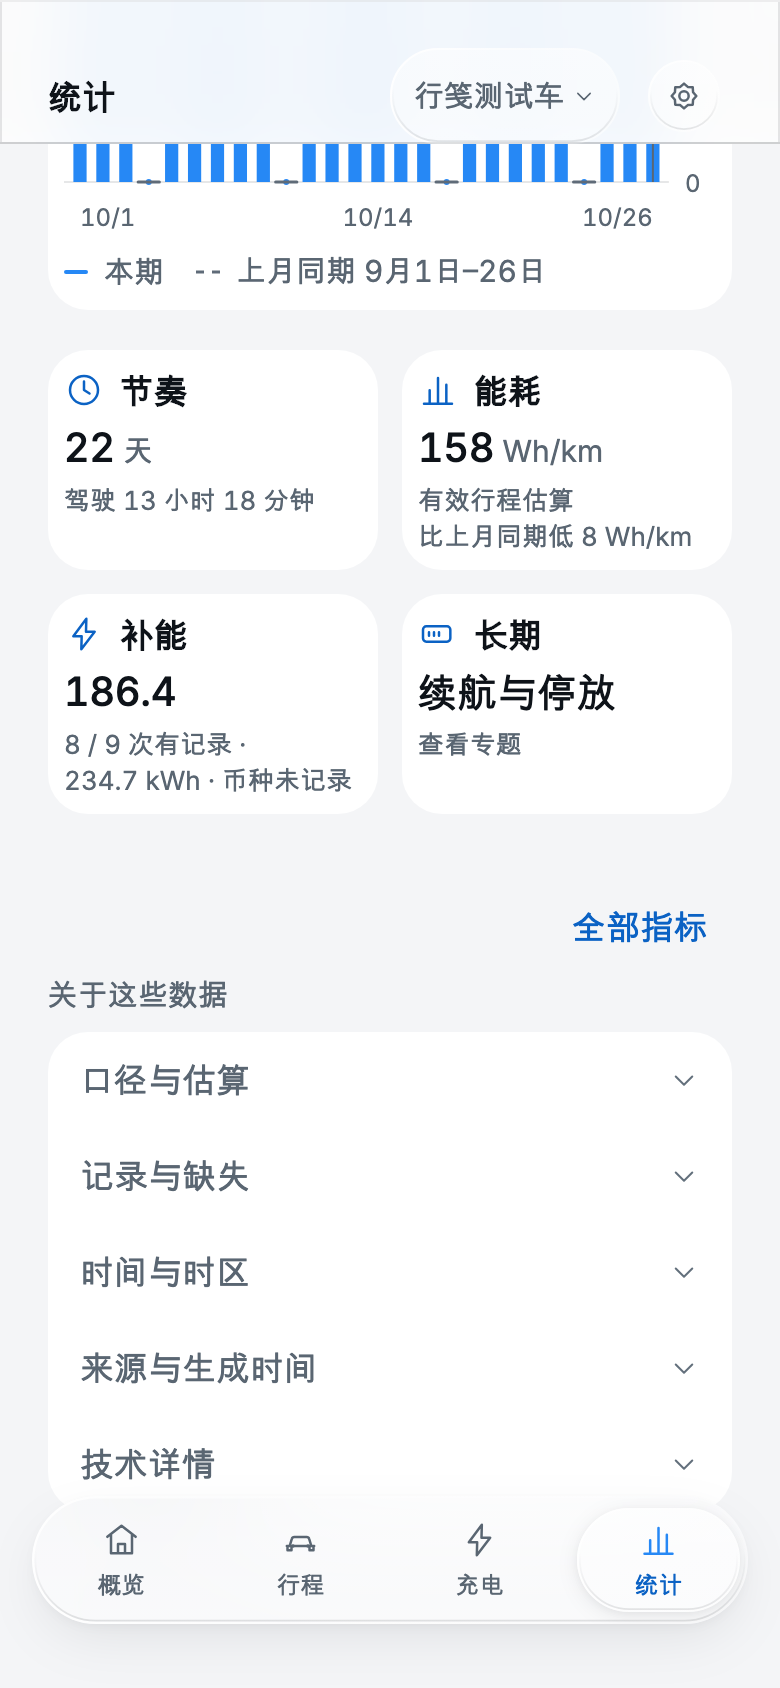 统计
行笺测试车
0
10/1 10/14 10/26
本期 -- 上月同期 9月1日–26日
节奏
22 天
驾驶 13 小时 18 分钟
能耗
158 Wh/km
有效行程估算
比上月同期低 8 Wh/km
补能
186.4
8 / 9 次有记录 ·
234.7 kWh · 币种未记录
长期
续航与停放
查看专题
全部指标
关于这些数据
口径与估算
记录与缺失
时间与时区
来源与生成时间
技术详情
概览 行程 充电 统计